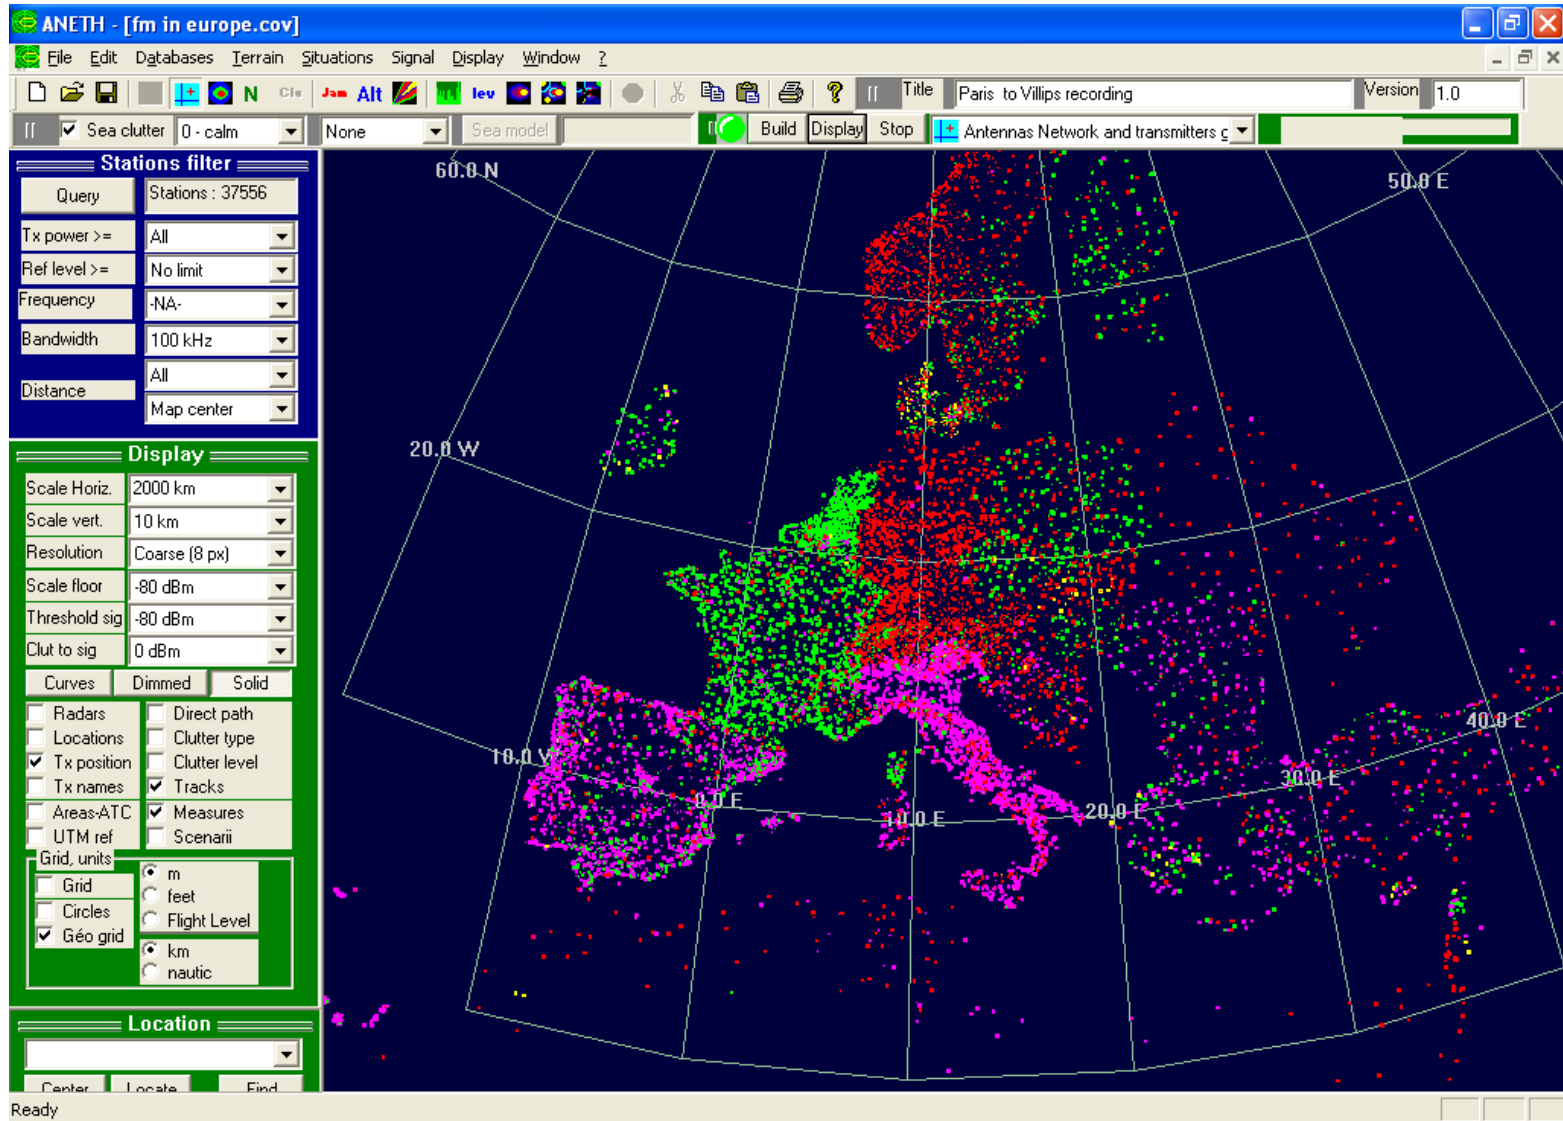 ANETH - [fm in europe.cov]
File Edit Databases Terrain Situations Signal Display Window ?
N Clu Jam Alt lev Title Paris to Villips recording Version 1.0
Sea clutter 0 - calm None Sea model Build Display Stop Antennas Network and transmitters g
Stations filter
Query Stations : 37556
Tx power >= All
Ref level >= No limit
Frequency -NA-
Bandwidth 100 kHz
Distance All
Map center
Display
Scale Horiz. 2000 km
Scale vert. 10 km
Resolution Coarse (8 px)
Scale floor -80 dBm
Threshold sig -80 dBm
Clut to sig 0 dBm
Curves Dimmed Solid
Radars Direct path
Locations Clutter type
Tx position Clutter level
Tx names Tracks
Areas-ATC Measures
UTM ref Scenarii
Grid, units
Grid m
feet
Circles Flight Level
Géo grid km
nautic
Location
Center Locate Find
60.0 N
50.0 E
20.0 W
40.0 E
10.0 W
30.0 E
0.0 E
10.0 E
20.0 E
Ready